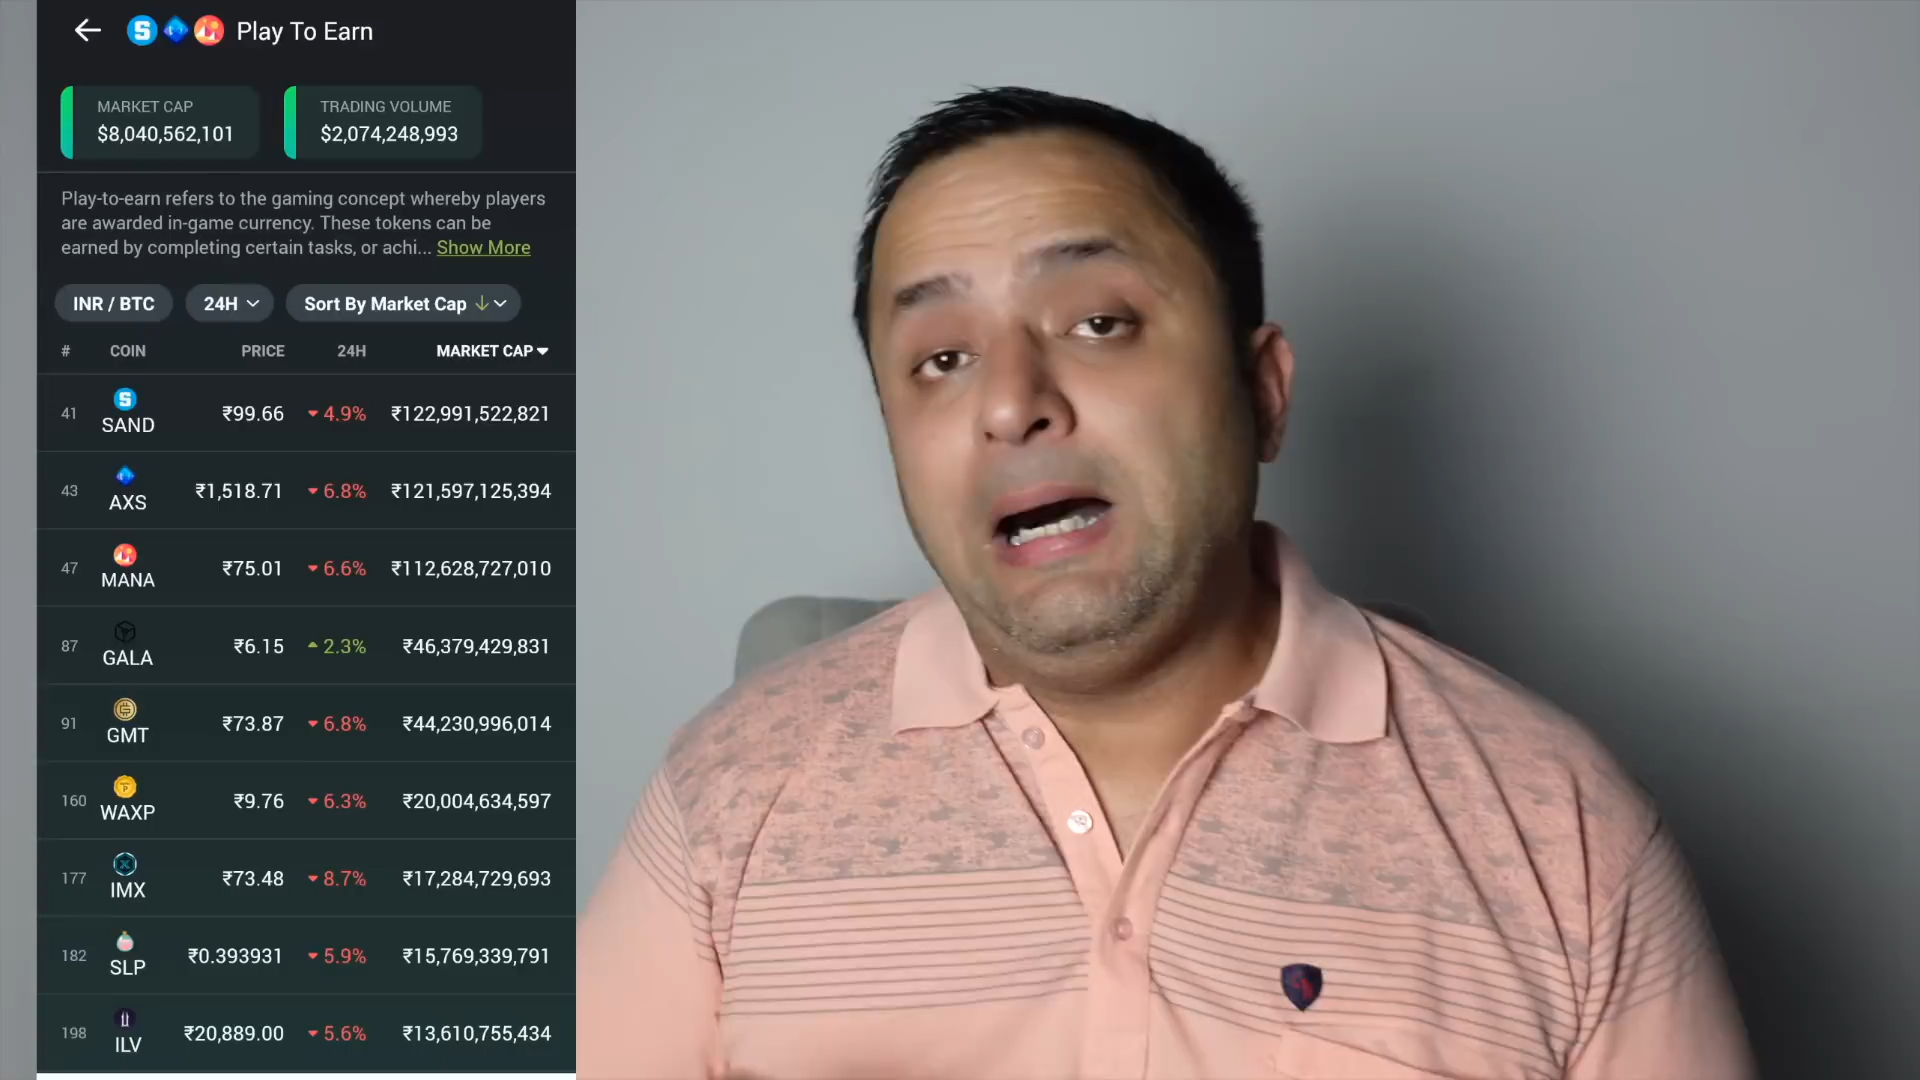 Play To Earn
MARKET CAP
$8,040,562,101
TRADING VOLUME
$2,074,248,993
Play-to-earn refers to the gaming concept whereby players
are awarded in-game currency. These tokens can be
earned by completing certain tasks, or achi... Show More
INR / BTC 24H Sort By Market Cap
# COIN PRICE 24H MARKET CAP
41 SAND ₹99.66 4.9% ₹122,991,522,821
43 AXS ₹1,518.71 6.8% ₹121,597,125,394
47 MANA ₹75.01 6.6% ₹112,628,727,010
87 GALA ₹6.15 2.3% ₹46,379,429,831
91 GMT ₹73.87 6.8% ₹44,230,996,014
160 WAXP ₹9.76 6.3% ₹20,004,634,597
177 IMX ₹73.48 8.7% ₹17,284,729,693
182 SLP ₹0.393931 5.9% ₹15,769,339,791
198 ILV ₹20,889.00 5.6% ₹13,610,755,434